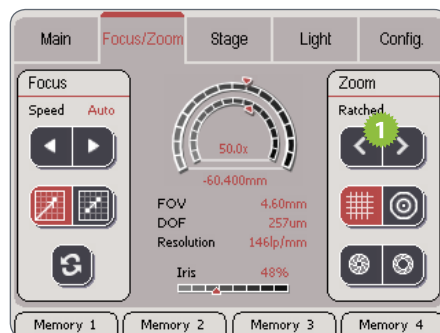 Main Focus/Zoom Stage Light Config.
Focus
Speed Auto
50.0x
-60.400mm
FOV 4.60mm
DOF 257um
Resolution 146lp/mm
Iris 48%
Zoom
Ratched
1
Memory 1 Memory 2 Memory 3 Memory 4